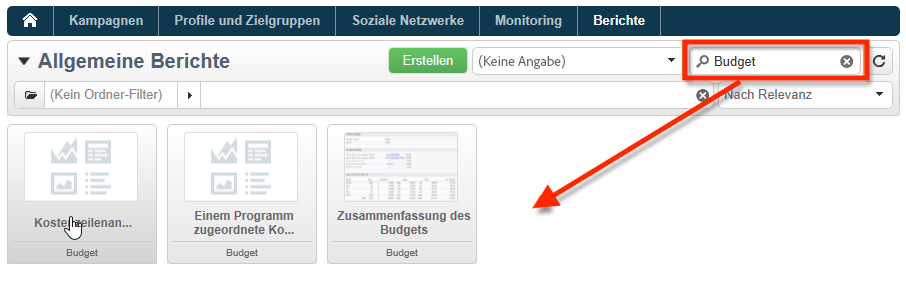 Kampagnen Profile und Zielgruppen Soziale Netzwerke Monitoring Berichte
Allgemeine Berichte Erstellen (Keine Angabe) Budget
(Kein Ordner-Filter) Nach Relevanz
Einem Programm Zusammenfassung des
zugeordnete Ko... Budgets
Budget Budget Budget